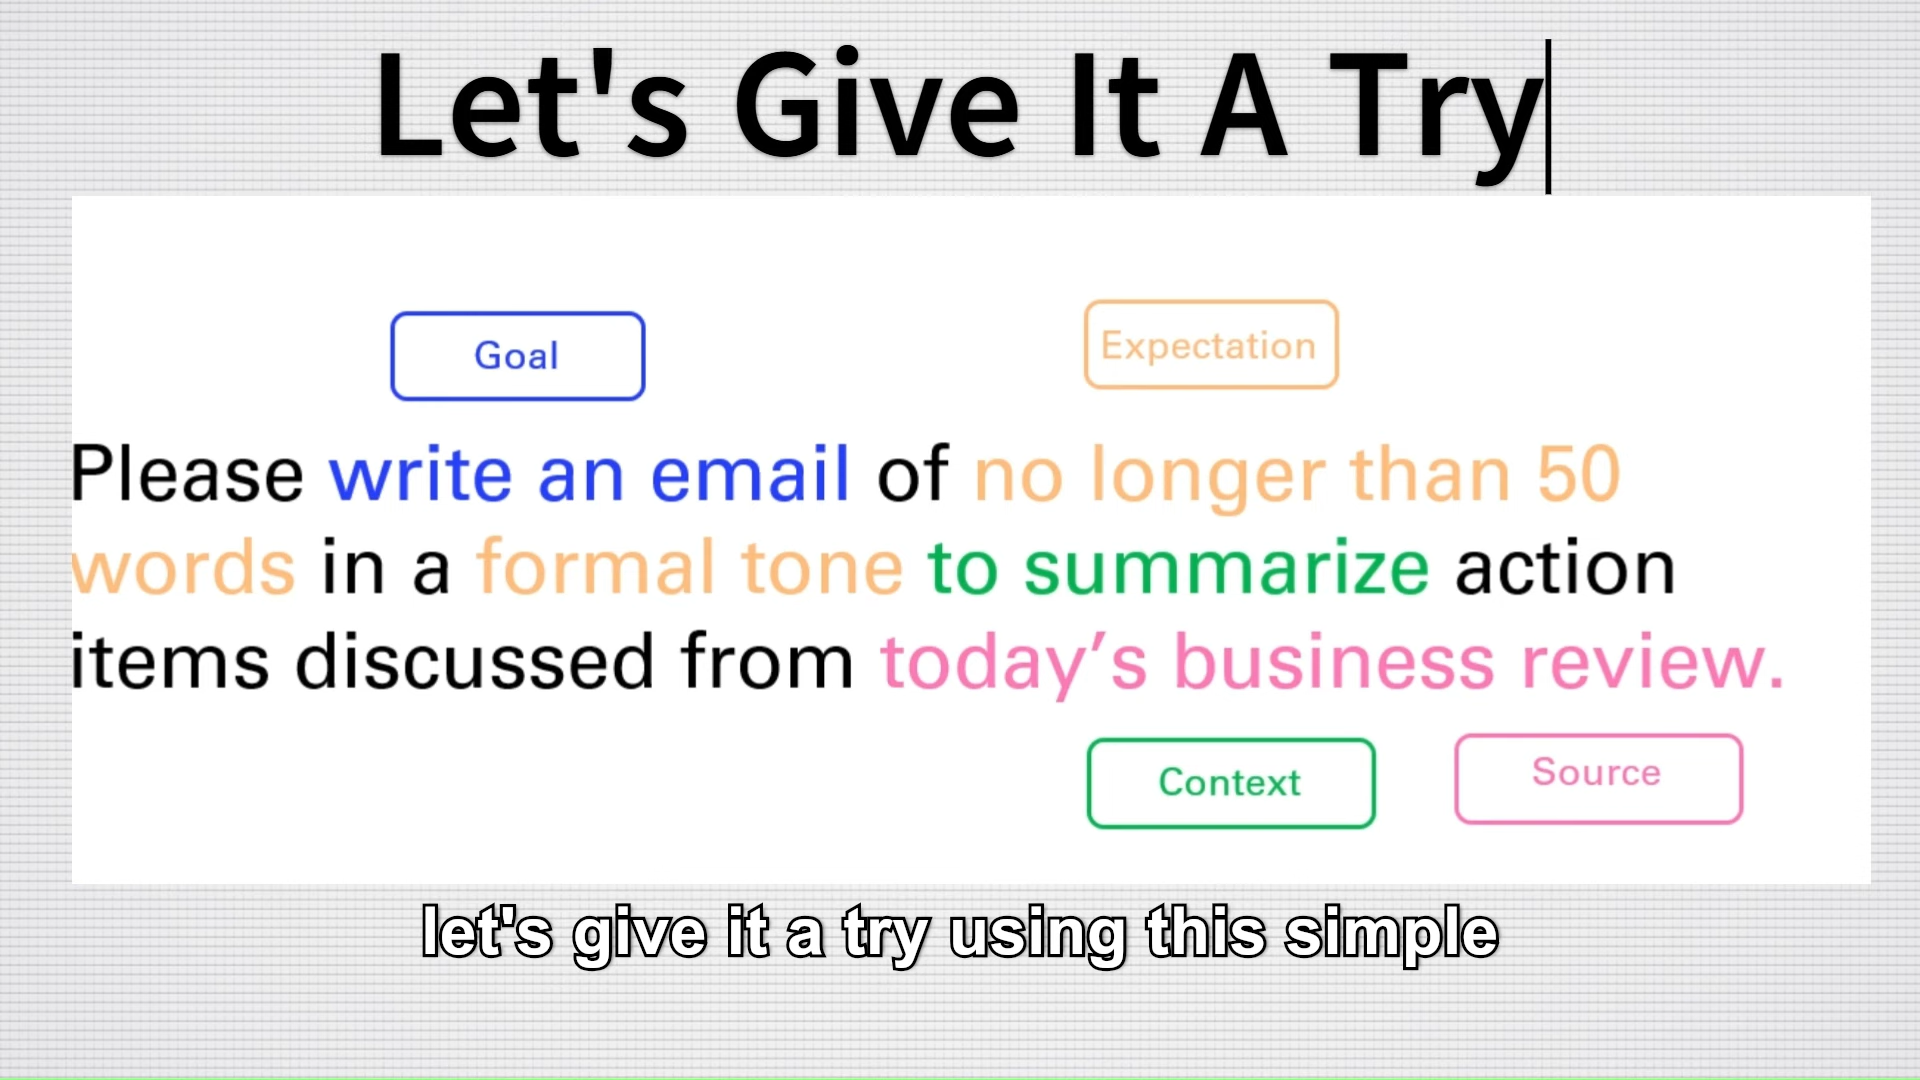 Let's Give It A Try
Goal
Expectation
Please write an email of no longer than 50
words in a formal tone to summarize action
items discussed from today’s business review.
Context
Source
let's give it a try using this simple